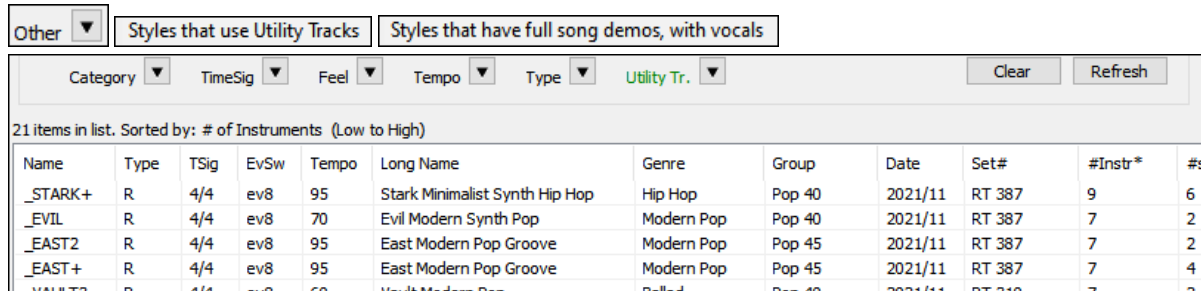 Other ▼ Styles that use Utility Tracks Styles that have full song demos, with vocals
Category ▼ TimeSig ▼ Feel ▼ Tempo ▼ Type ▼ Utility Tr. ▼ Clear Refresh
21 items in list. Sorted by: # of Instruments (Low to High)
Name Type TSig EvSw Tempo Long Name Genre Group Date Set# #Instr*
_STARK+ R 4/4 ev8 95 Stark Minimalist Synth Hip Hop Hip Hop Pop 40 2021/11 RT 387 9 6
_EVIL R 4/4 ev8 70 Evil Modern Synth Pop Modern Pop Pop 40 2021/11 RT 387 7 2
_EAST2 R 4/4 ev8 95 East Modern Pop Groove Modern Pop Pop 45 2021/11 RT 387 7 2
_EAST+ R 4/4 ev8 95 East Modern Pop Groove Modern Pop Pop 45 2021/11 RT 387 7 4